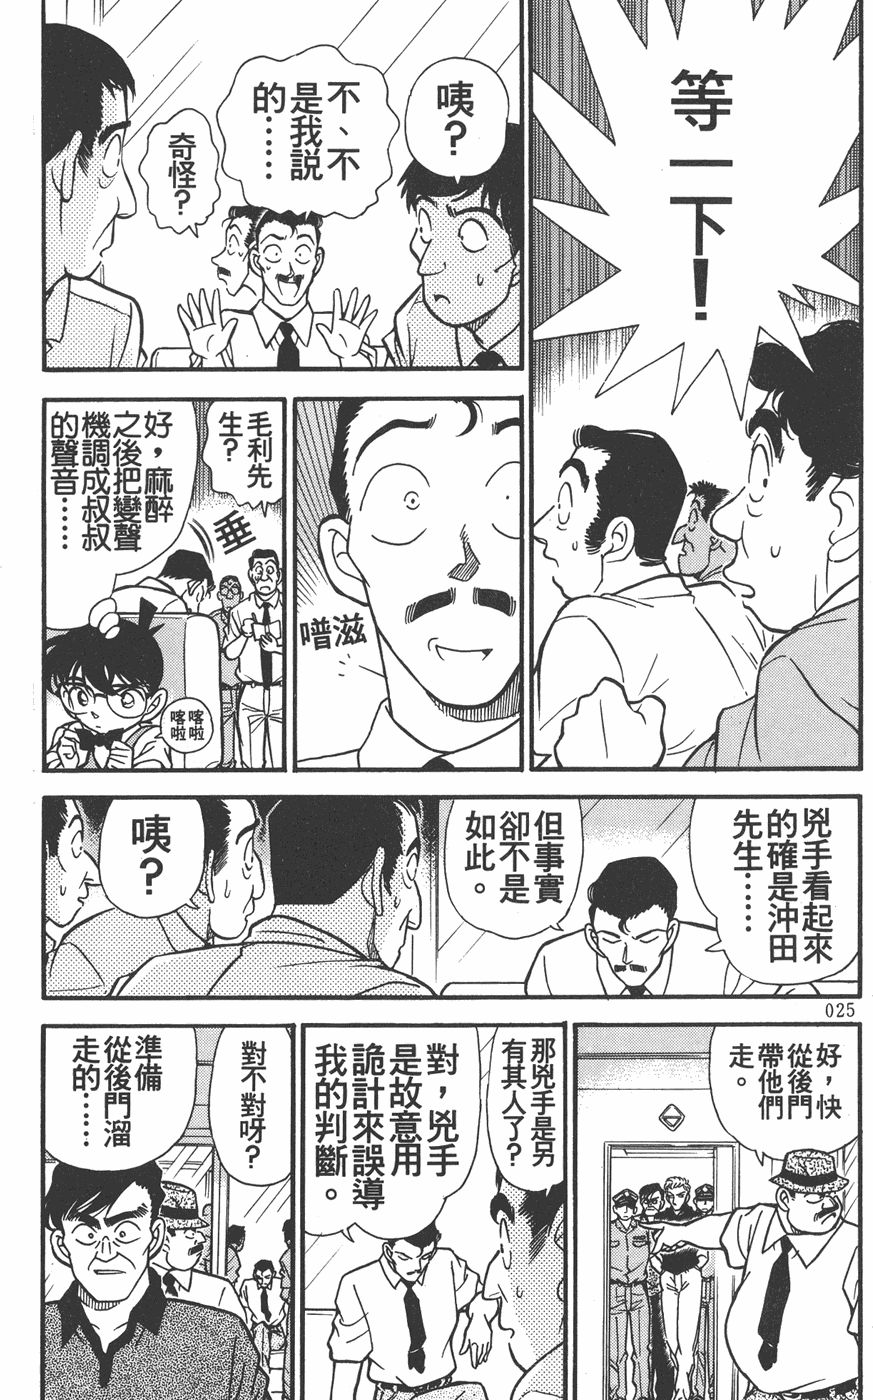 等一下！
咦？
不、不
是我説
的……
奇怪？
噆滋
毛利先
生？
垂
好，麻醉
之後把變聲
機調成叔叔
的聲音……
喀啦
喀啦
兇手看起來
的確是沖田
先生……
但事實
卻不是
如此。
咦？
025
好，快
從後門
帶他們
走。
那兇手是另
有其人了？
對，兇手
是故意用
詭計來誤導
我的判斷。
對不對呀？
準備
從後門溜
走的……